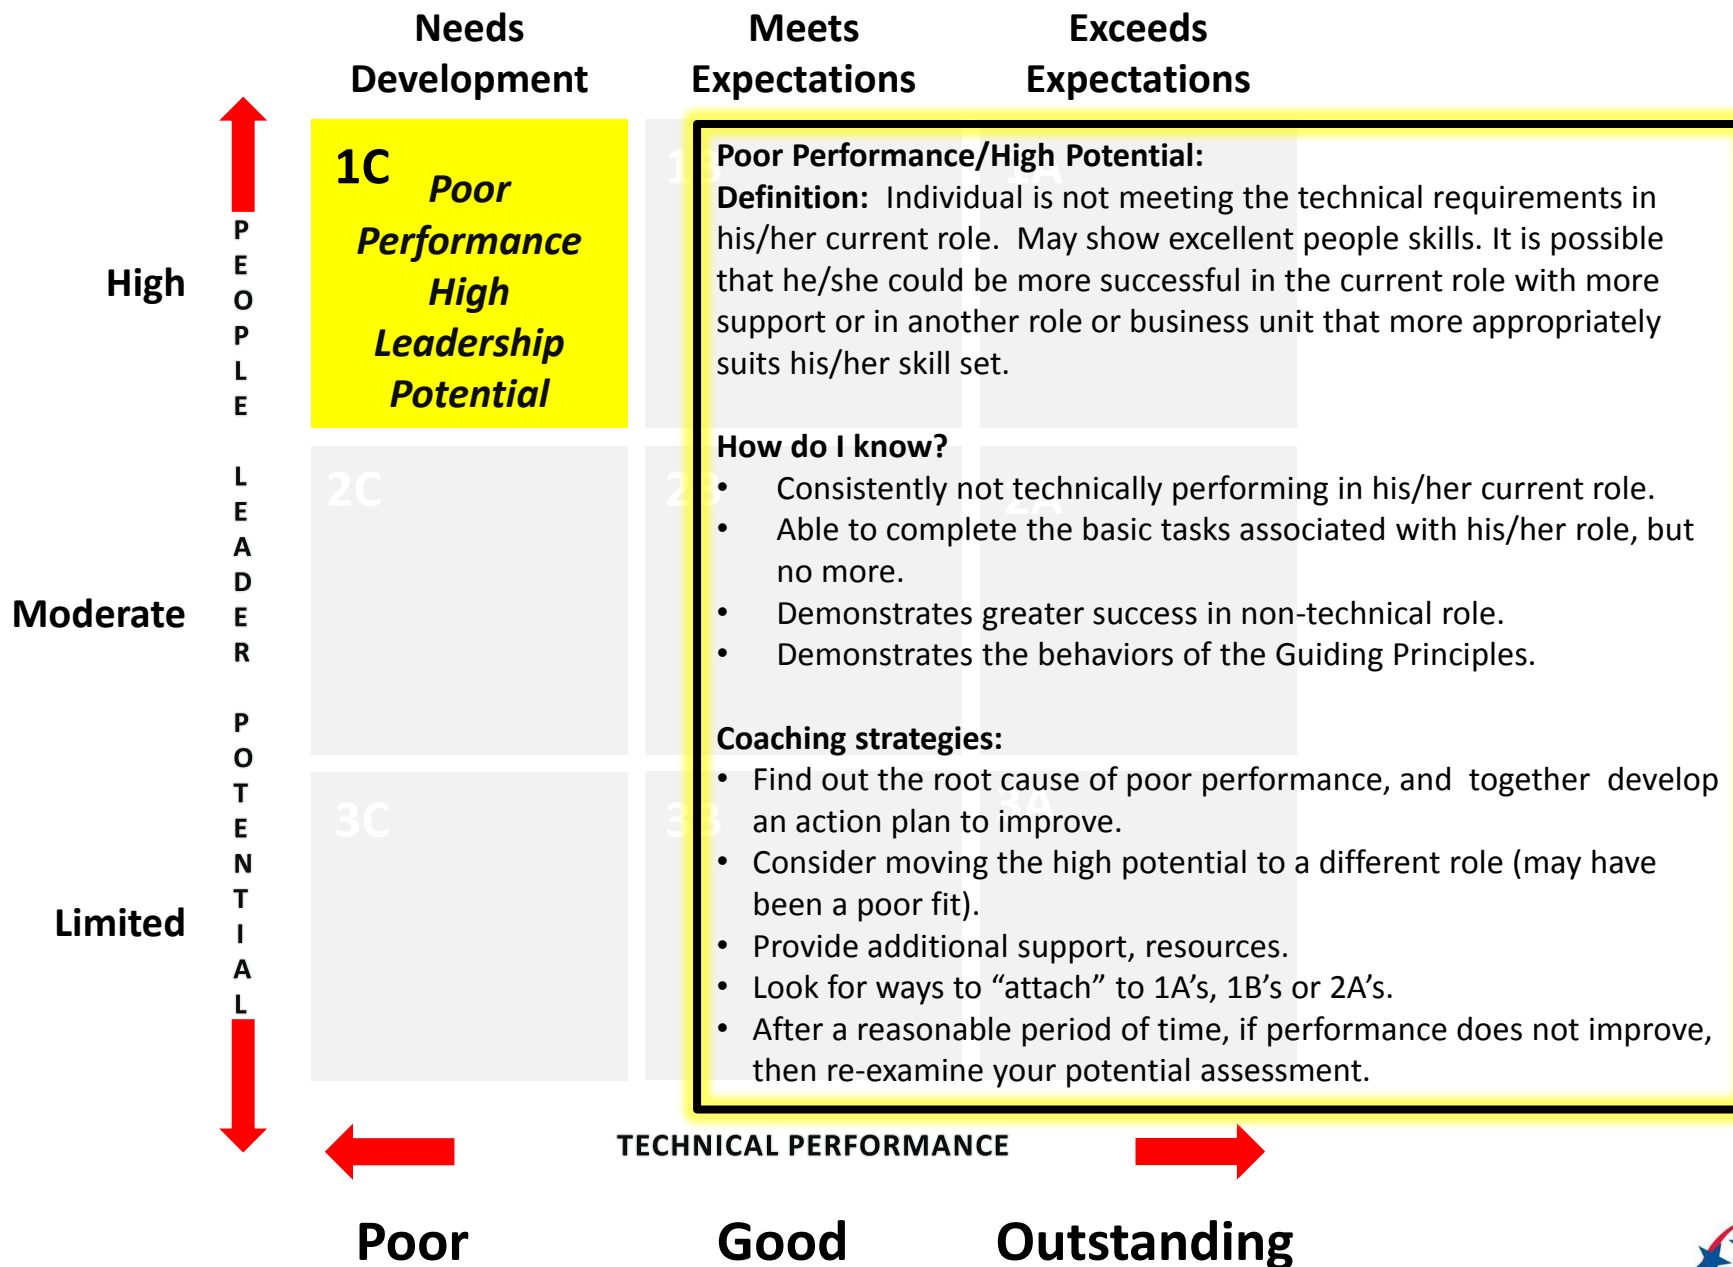 Needs
Development
Meets
Expectations
Exceeds
Expectations
High
Moderate
Limited
PEOPLE LEADER POTENTIAL
1C
Poor
Performance
High
Leadership
Potential
1B
1A
2C
2B
2A
3C
3B
3A
Poor Performance/High Potential:
Definition: Individual is not meeting the technical requirements in
his/her current role. May show excellent people skills. It is possible
that he/she could be more successful in the current role with more
support or in another role or business unit that more appropriately
suits his/her skill set.
How do I know?
• Consistently not technically performing in his/her current role.
• Able to complete the basic tasks associated with his/her role, but
no more.
• Demonstrates greater success in non-technical role.
• Demonstrates the behaviors of the Guiding Principles.
Coaching strategies:
• Find out the root cause of poor performance, and together develop
an action plan to improve.
• Consider moving the high potential to a different role (may have
been a poor fit).
• Provide additional support, resources.
• Look for ways to “attach” to 1A’s, 1B’s or 2A’s.
• After a reasonable period of time, if performance does not improve,
then re-examine your potential assessment.
TECHNICAL PERFORMANCE
Poor
Good
Outstanding